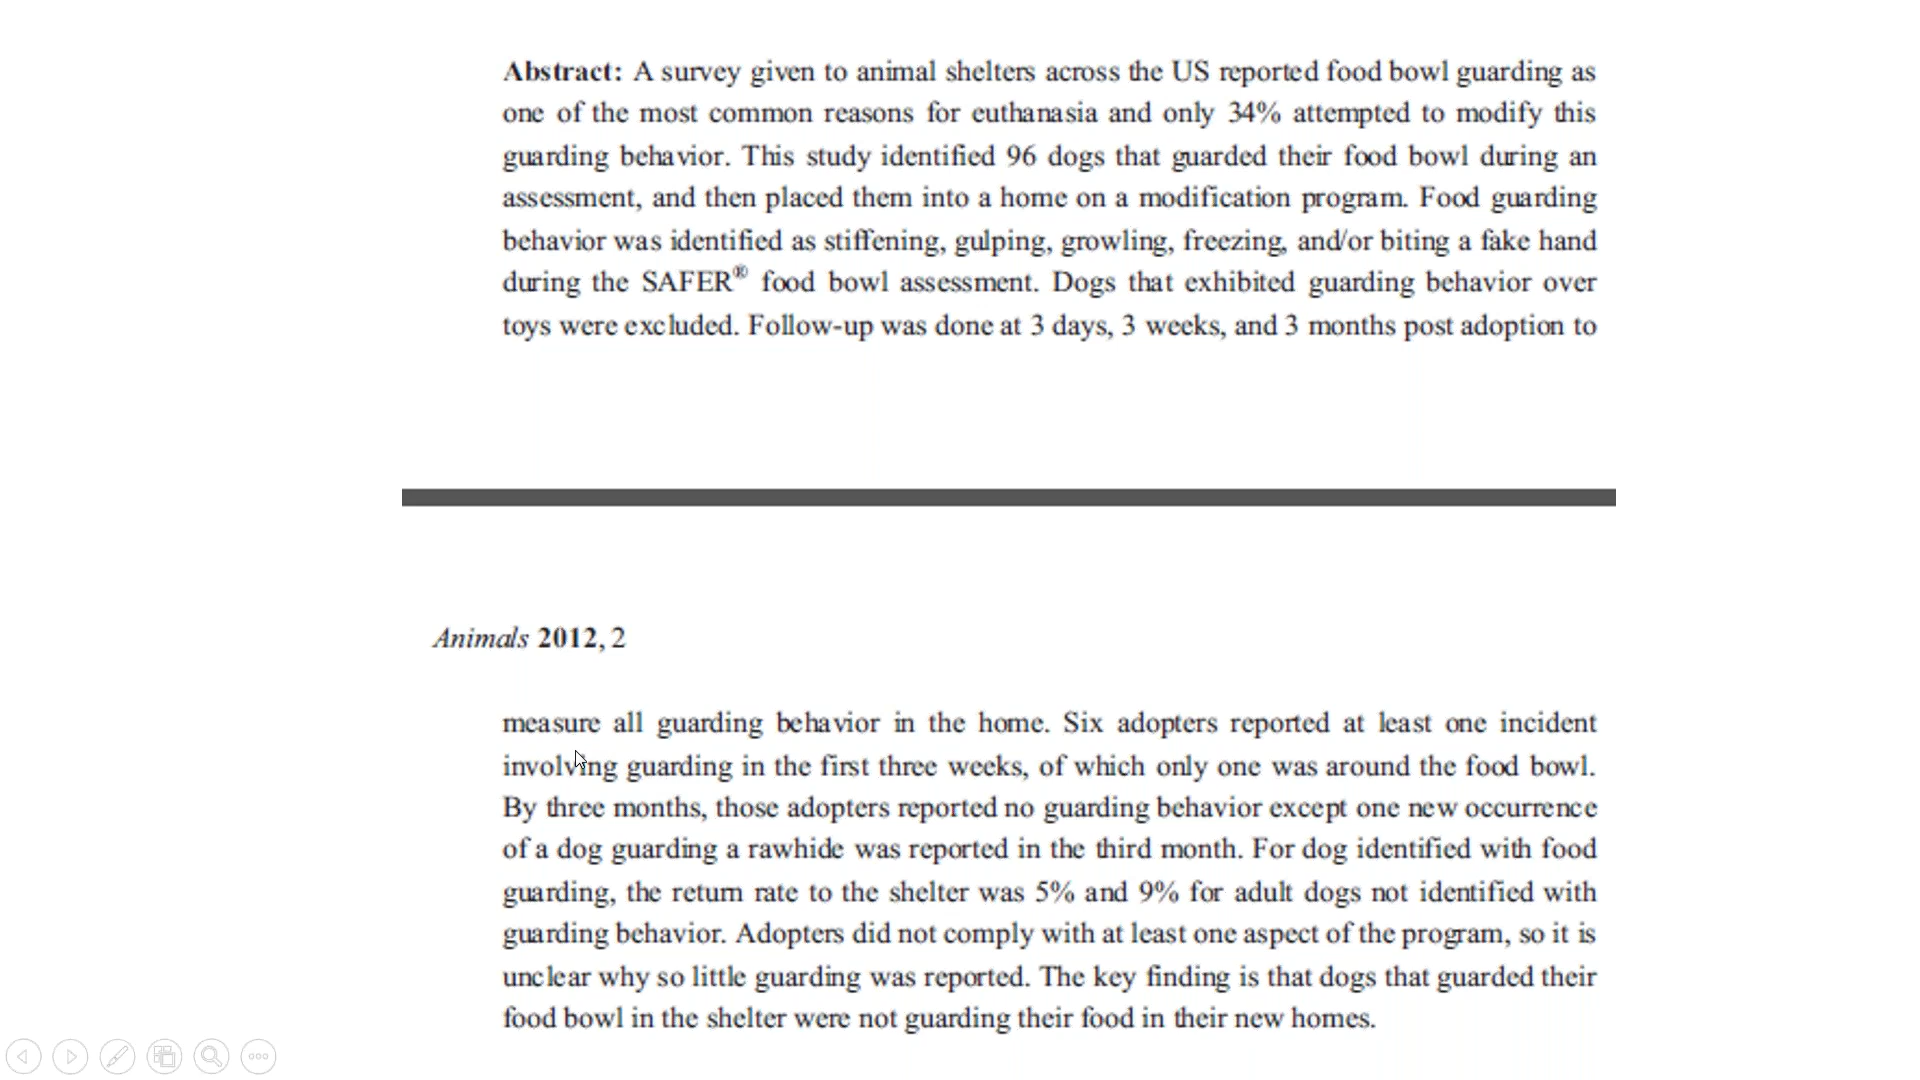 Abstract: A survey given to animal shelters across the US reported food bowl guarding as
one of the most common reasons for euthanasia and only 34% attempted to modify this
guarding behavior. This study identified 96 dogs that guarded their food bowl during an
assessment, and then placed them into a home on a modification program. Food guarding
behavior was identified as stiffening, gulping, growling, freezing, and/or biting a fake hand
during the SAFER® food bowl assessment. Dogs that exhibited guarding behavior over
toys were excluded. Follow-up was done at 3 days, 3 weeks, and 3 months post adoption to
Animals 2012, 2
measure all guarding behavior in the home. Six adopters reported at least one incident
involving guarding in the first three weeks, of which only one was around the food bowl.
By three months, those adopters reported no guarding behavior except one new occurrence
of a dog guarding a rawhide was reported in the third month. For dog identified with food
guarding, the return rate to the shelter was 5% and 9% for adult dogs not identified with
guarding behavior. Adopters did not comply with at least one aspect of the program, so it is
unclear why so little guarding was reported. The key finding is that dogs that guarded their
food bowl in the shelter were not guarding their food in their new homes.